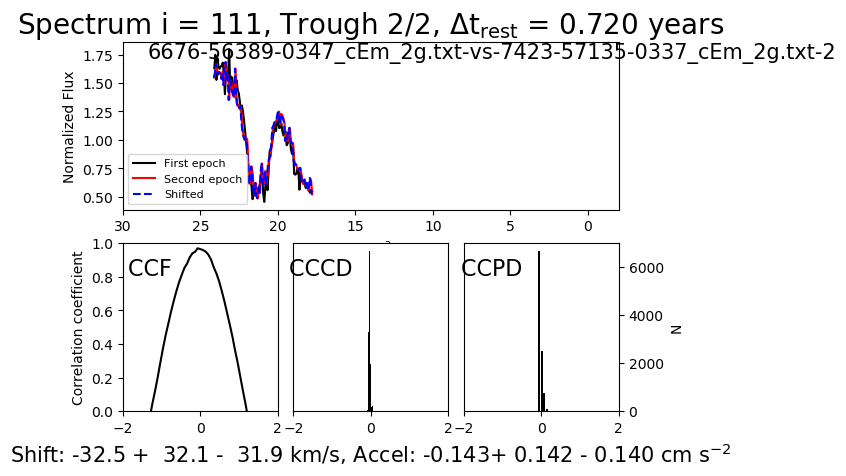 Spectrum i = 111, Trough 2/2, Δt_rest = 0.720 years
6676-56389-0347_cEm_2g.txt-vs-7423-57135-0337_cEm_2g.txt-2
Normalized Flux
1.75
1.50
1.25
1.00
0.75
0.50
First epoch
Second epoch
Shifted
30 25 20 15 10 5 0
Correlation coefficient
1.0
0.8
0.6
0.4
0.2
0.0
CCF
CCCD
CCPD
6000
4000
2000
0
N
−2 0 2
−2 0 2
−2 0 2
Shift: -32.5 + 32.1 - 31.9 km/s, Accel: -0.143+ 0.142 - 0.140 cm s⁻²